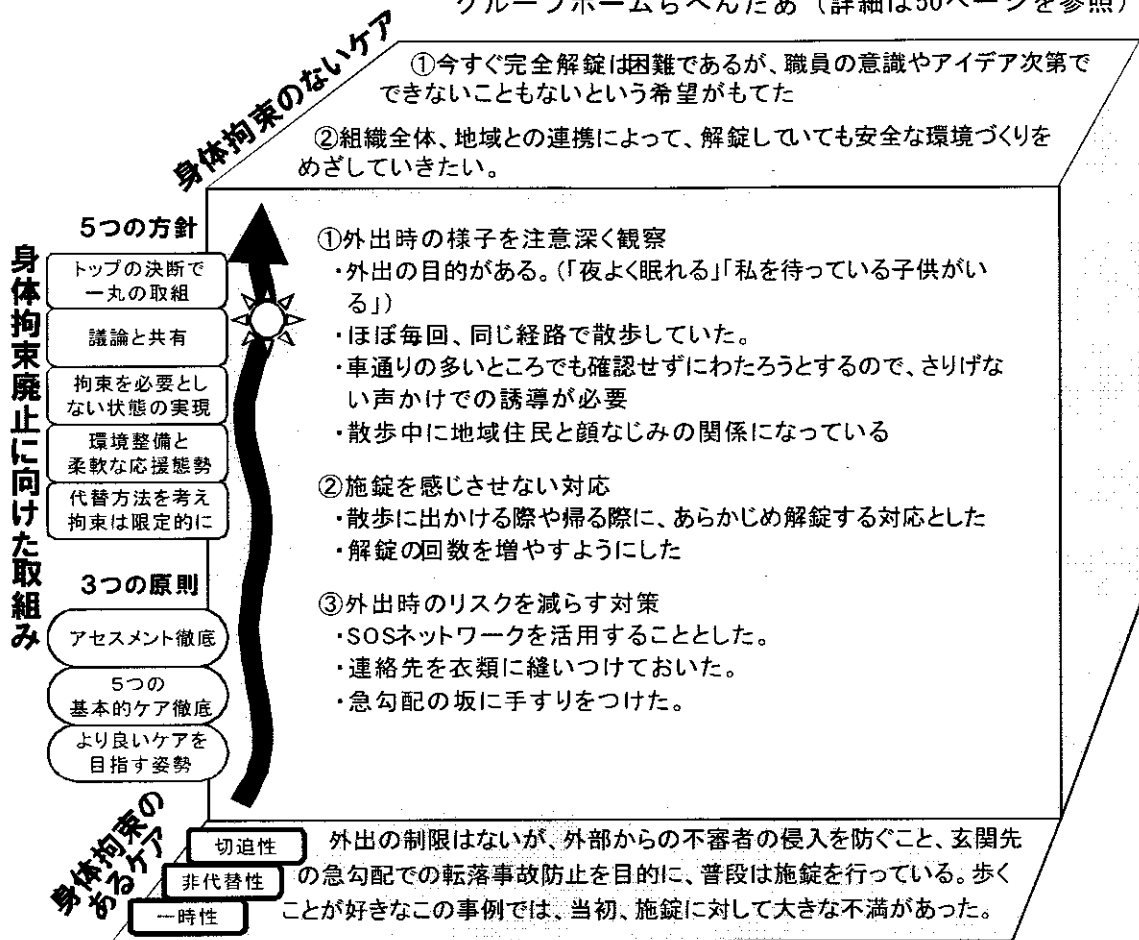 グループホームらべんだあ（詳細は50ページを参照）
身体拘束のないケア
①今すぐ完全解錠は困難であるが、職員の意識やアイデア次第で
できないこともないという希望がもてた
②組織全体、地域との連携によって、解錠していても安全な環境づくりを
めざしていきたい。
身体拘束廃止に向けた取組み
5つの方針
トップの決断で
一丸の取組
議論と共有
拘束を必要とし
ない状態の実現
環境整備と
柔軟な応援態勢
代替方法を考え
拘束は限定的に
3つの原則
アセスメント徹底
5つの
基本的ケア徹底
より良いケアを
目指す姿勢
①外出時の様子を注意深く観察
・外出の目的がある。（「夜よく眠れる」「私を待っている子供がい
る」）
・ほぼ毎回、同じ経路で散歩していた。
・車通りの多いところでも確認せずにわたろうとするので、さりげな
い声かけでの誘導が必要
・散歩中に地域住民と顔なじみの関係になっている
②施錠を感じさせない対応
・散歩に出かける際や帰る際に、あらかじめ解錠する対応とした
・解錠の回数を増やすようにした
③外出時のリスクを減らす対策
・SOSネットワークを活用することとした。
・連絡先を衣類に縫いつけておいた。
・急勾配の坂に手すりをつけた。
身体拘束の
あるケア
切迫性
非代替性
一時性
外出の制限はないが、外部からの不審者の侵入を防ぐこと、玄関先
の急勾配での転落事故防止を目的に、普段は施錠を行っている。歩く
ことが好きなこの事例では、当初、施錠に対して大きな不満があった。